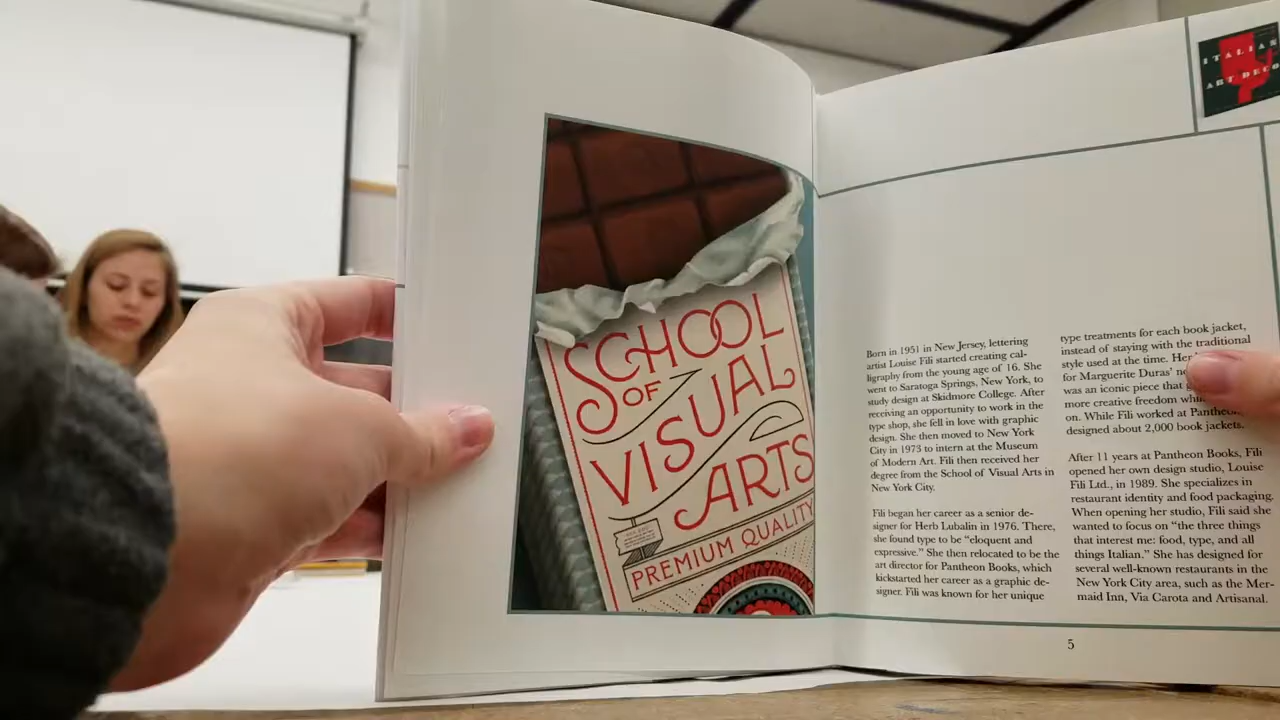 SCHOOL
OF
VISUAL
ARTS
PREMIUM QUALITY
ITALIAN
ART DECO
Born in 1951 in New Jersey, lettering
artist Louise Fili started creating cal-
ligraphy from the young age of 16. She
went to Saratoga Springs, New York, to
study design at Skidmore College. After
receiving an opportunity to work in the
type shop, she fell in love with graphic
design. She then moved to New York
City in 1973 to intern at the Museum
of Modern Art. Fili then received her
degree from the School of Visual Arts in
New York City.
Fili began her career as a senior de-
signer for Herb Lubalin in 1976. There,
she found type to be “eloquent and
expressive.” She then relocated to be the
art director for Pantheon Books, which
kickstarted her career as a graphic de-
signer. Fili was known for her unique
type treatments for each book jacket,
instead of staying with the traditional
style used at the time. Her
for Marguerite Duras’
was an iconic piece that
more creative freedom
on. While Fili worked at Pantheon,
designed about 2,000 book jackets.
After 11 years at Pantheon Books, Fili
opened her own design studio, Louise
Fili Ltd., in 1989. She specializes in
restaurant identity and food packaging.
When opening her studio, Fili said she
wanted to focus on “the three things
that interest me: food, type, and all
things Italian.” She has designed for
several well-known restaurants in the
New York City area, such as the Mer-
maid Inn, Via Carota and Artisanal.
5